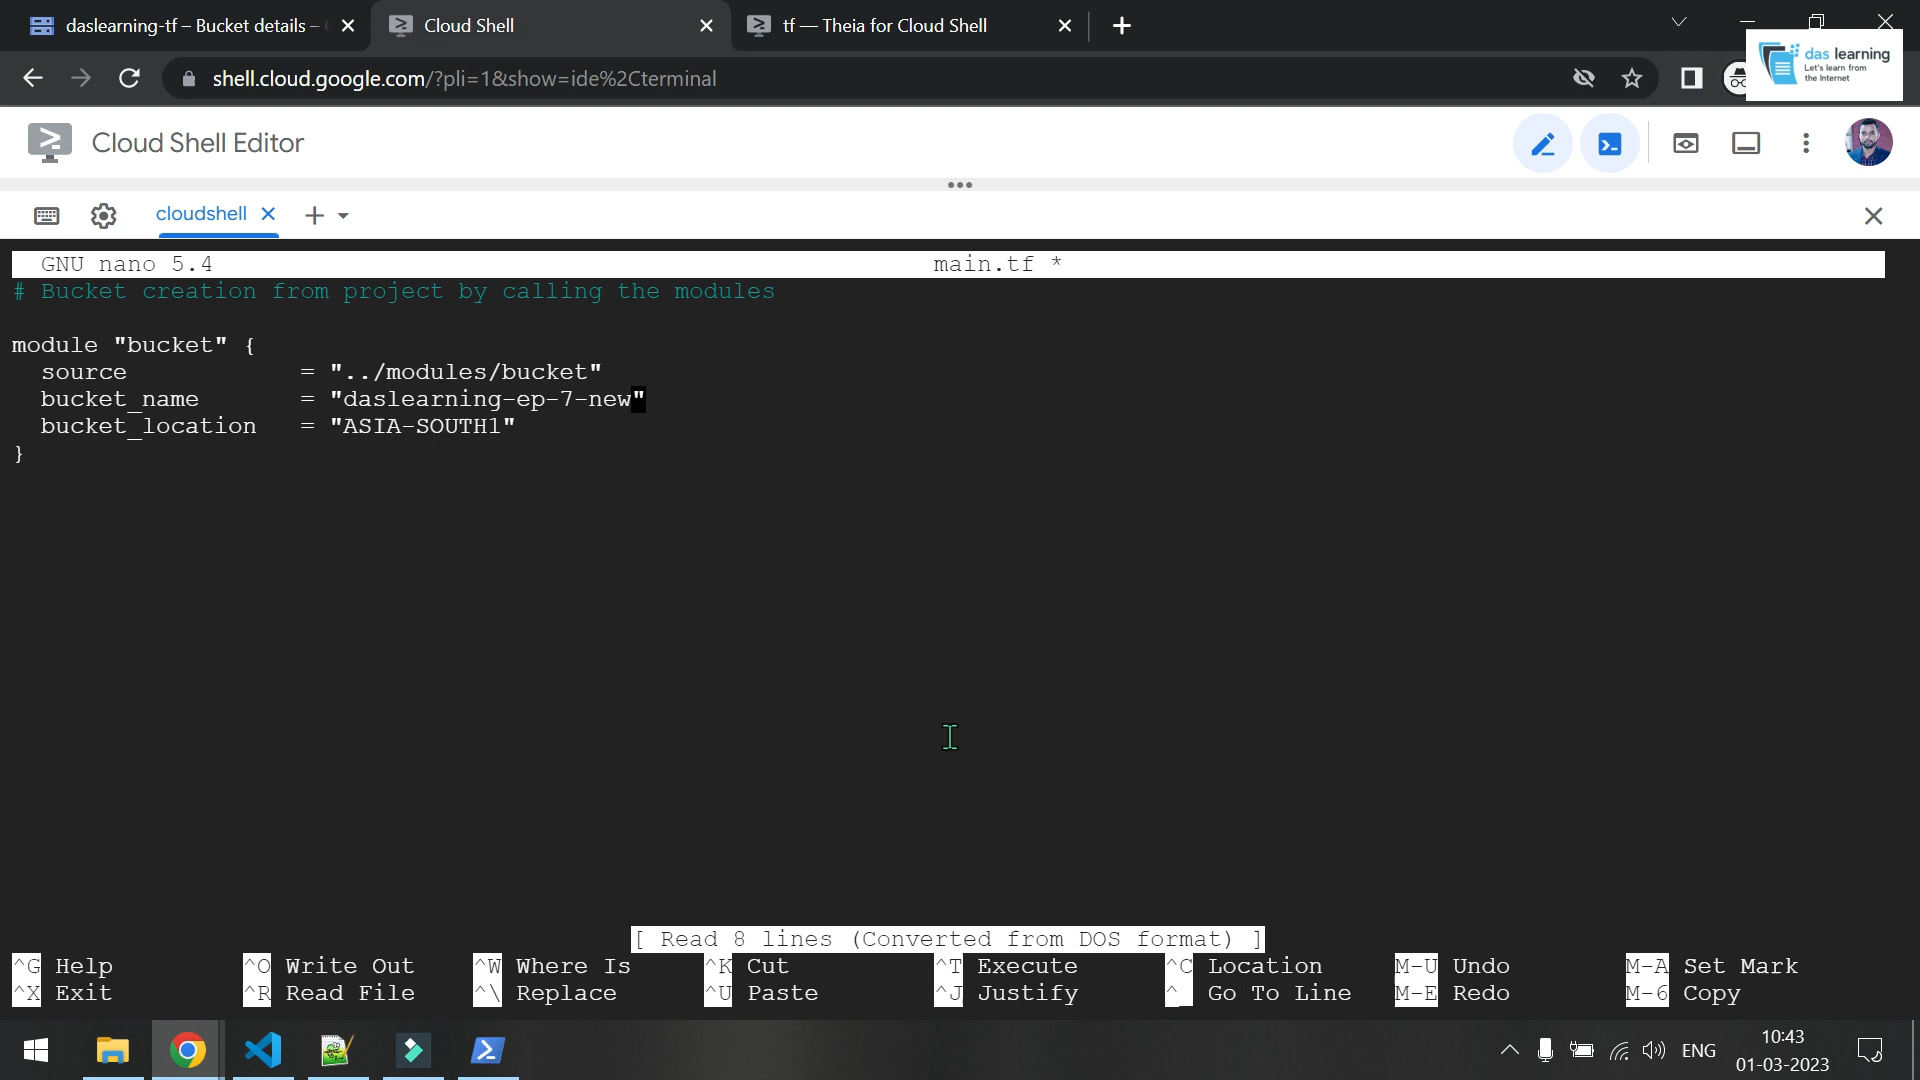 daslearning-tf – Bucket details –
Cloud Shell
tf — Theia for Cloud Shell
shell.cloud.google.com/?pli=1&show=ide%2Cterminal
das learning
Let's learn from
the Internet
Cloud Shell Editor
cloudshell
GNU nano 5.4 main.tf *
# Bucket creation from project by calling the modules
module "bucket" {
source = "../modules/bucket"
bucket_name = "daslearning-ep-7-new"
bucket_location = "ASIA-SOUTH1"
}
[ Read 8 lines (Converted from DOS format) ]
^G Help ^O Write Out ^W Where Is ^K Cut ^T Execute ^C Location M-U Undo M-A Set Mark
^X Exit ^R Read File ^\ Replace ^U Paste ^J Justify ^_ Go To Line M-E Redo M-6 Copy
ENG
10:43
01-03-2023